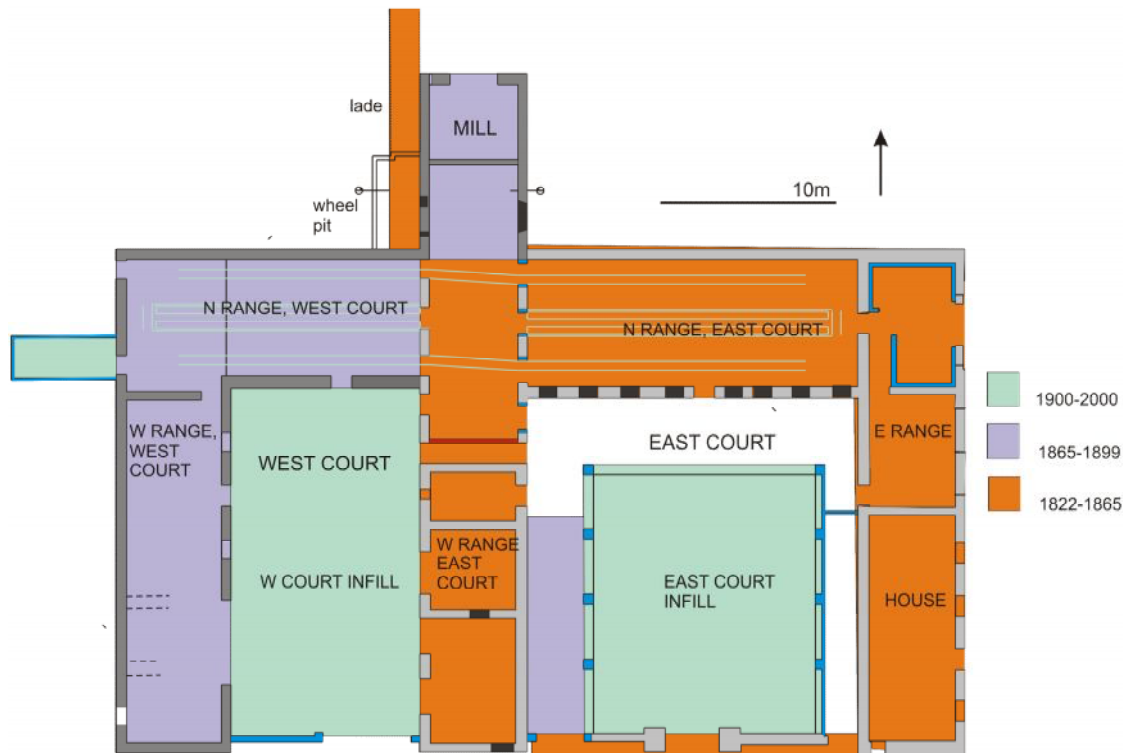 lade
MILL
10m
wheel
pit
N RANGE, WEST COURT
N RANGE, EAST COURT
1900-2000
W RANGE,
WEST
COURT
WEST COURT
EAST COURT
E RANGE
1865-1899
1822-1865
W RANGE
EAST
COURT
W COURT INFILL
EAST COURT
INFILL
HOUSE